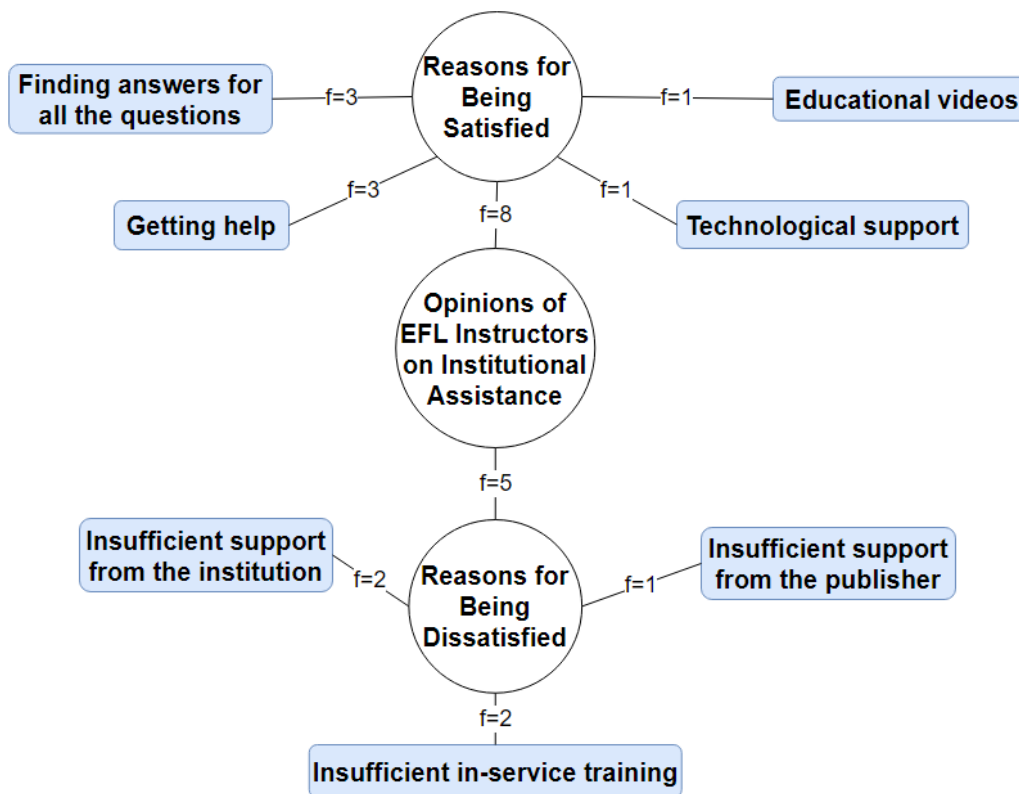 Reasons for
Being
Satisfied
Finding answers for
all the questions
f=3
f=1
Educational videos
f=3
f=1
Getting help
f=8
Technological support
Opinions of
EFL Instructors
on Institutional
Assistance
f=5
Insufficient support
from the institution
f=2
Reasons for
Being
Dissatisfied
f=1
Insufficient support
from the publisher
f=2
Insufficient in-service training